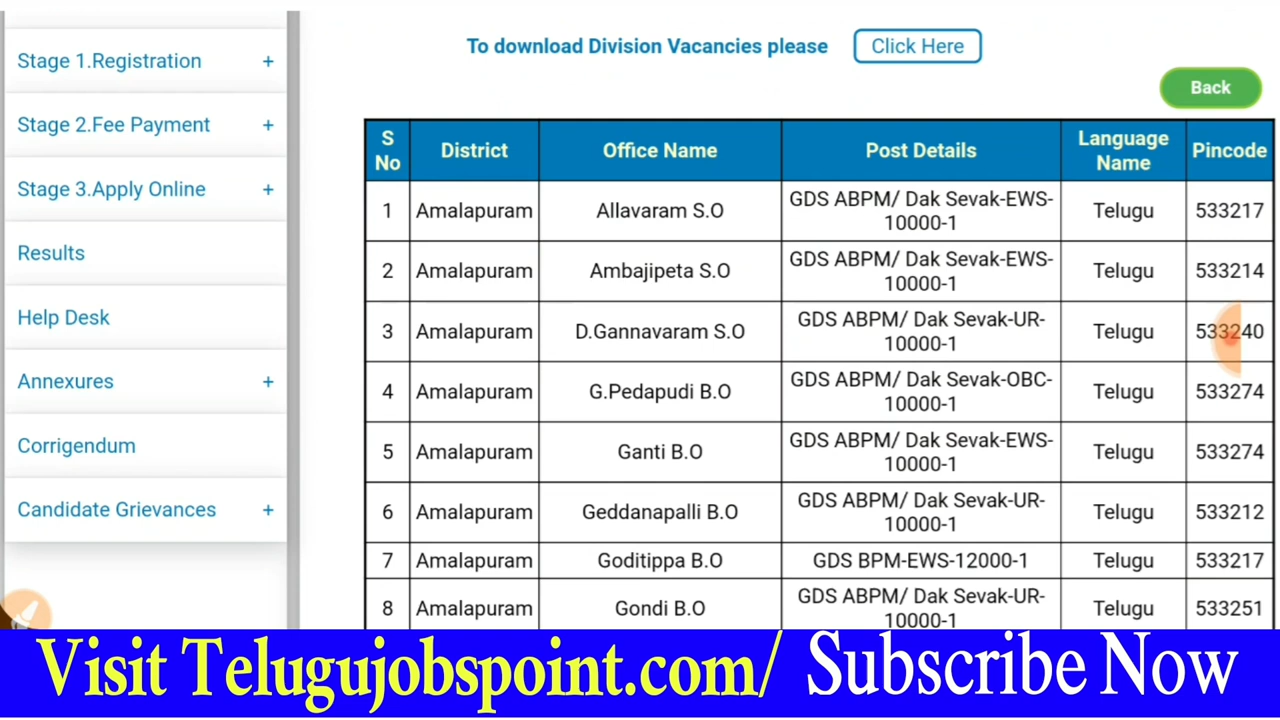 To download Division Vacancies please Click Here
Stage 1.Registration +
Back
Stage 2.Fee Payment +
Stage 3.Apply Online +
Results
Help Desk
Annexures +
Corrigendum
Candidate Grievances +
S No District Office Name Post Details Language Name Pincode
1 Amalapuram Allavaram S.O GDS ABPM/ Dak Sevak-EWS-10000-1 Telugu 533217
2 Amalapuram Ambajipeta S.O GDS ABPM/ Dak Sevak-EWS-10000-1 Telugu 533214
3 Amalapuram D.Gannavaram S.O GDS ABPM/ Dak Sevak-UR-10000-1 Telugu 533240
4 Amalapuram G.Pedapudi B.O GDS ABPM/ Dak Sevak-OBC-10000-1 Telugu 533274
5 Amalapuram Ganti B.O GDS ABPM/ Dak Sevak-EWS-10000-1 Telugu 533274
6 Amalapuram Geddanapalli B.O GDS ABPM/ Dak Sevak-UR-10000-1 Telugu 533212
7 Amalapuram Goditippa B.O GDS BPM-EWS-12000-1 Telugu 533217
8 Amalapuram Gondi B.O GDS ABPM/ Dak Sevak-UR-10000-1 Telugu 533251
Visit Telugujobspoint.com/ Subscribe Now